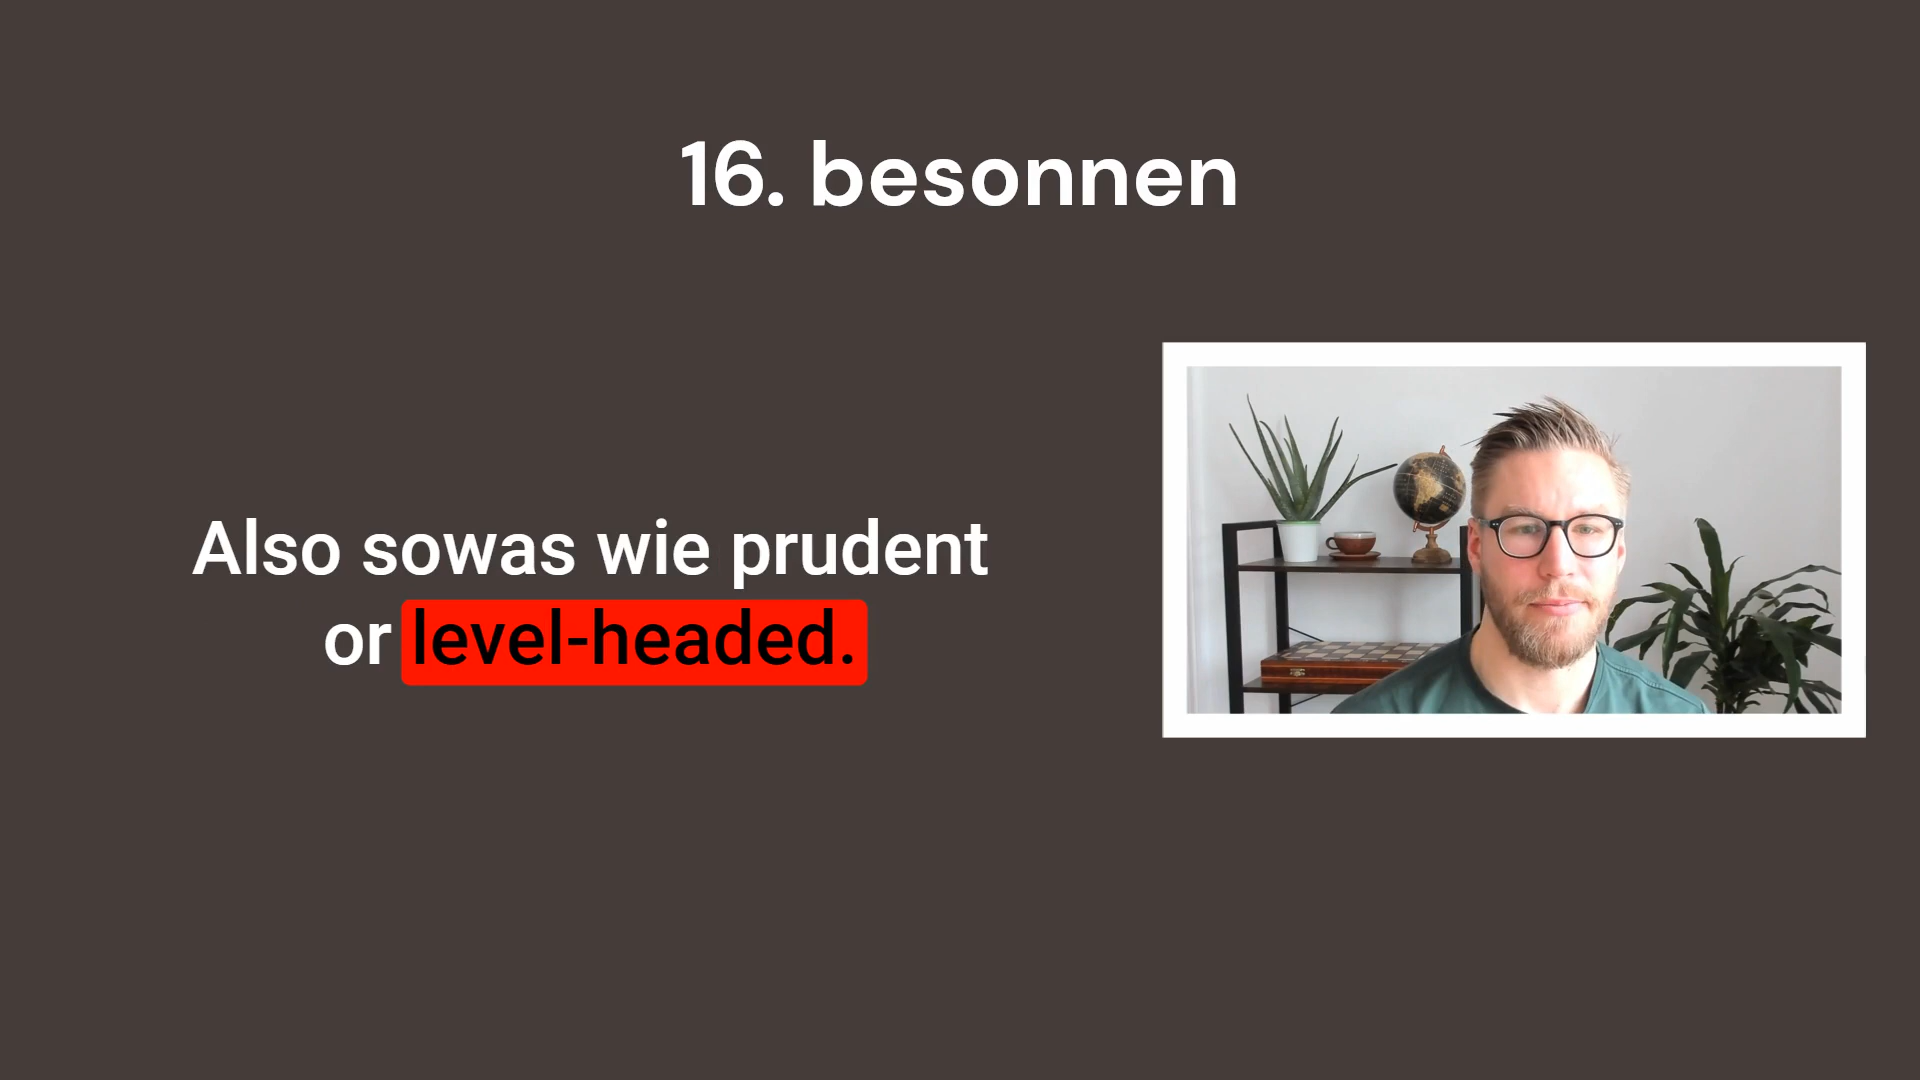 16. besonnen
Also sowas wie prudent
or level-headed.